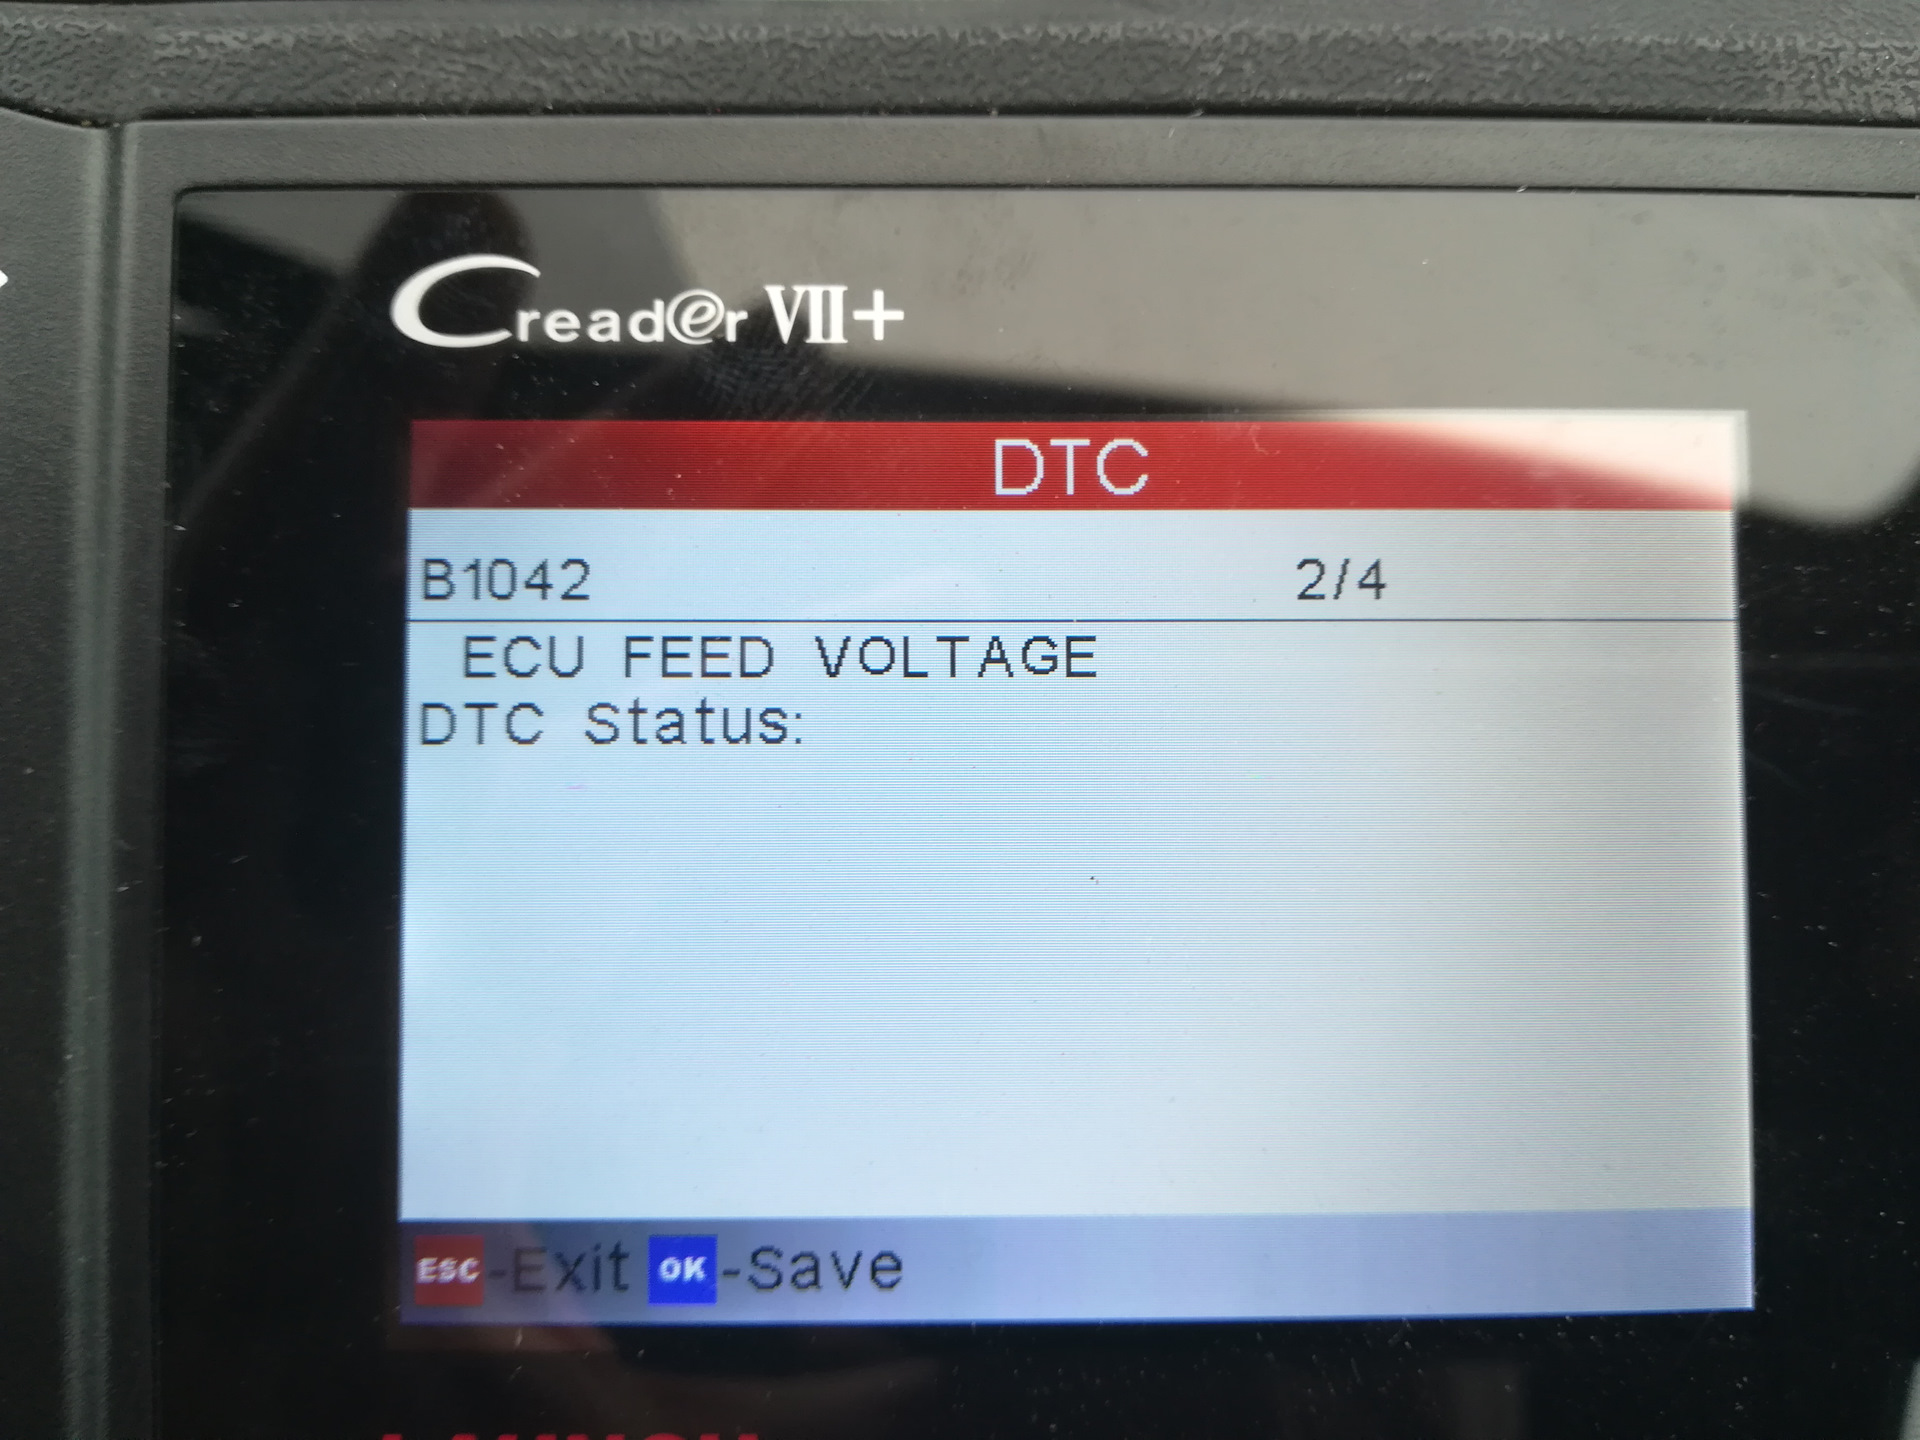 Cread@r VII+
DTC
B1042 2/4
ECU FEED VOLTAGE
DTC Status:
ESC-Exit OK-Save